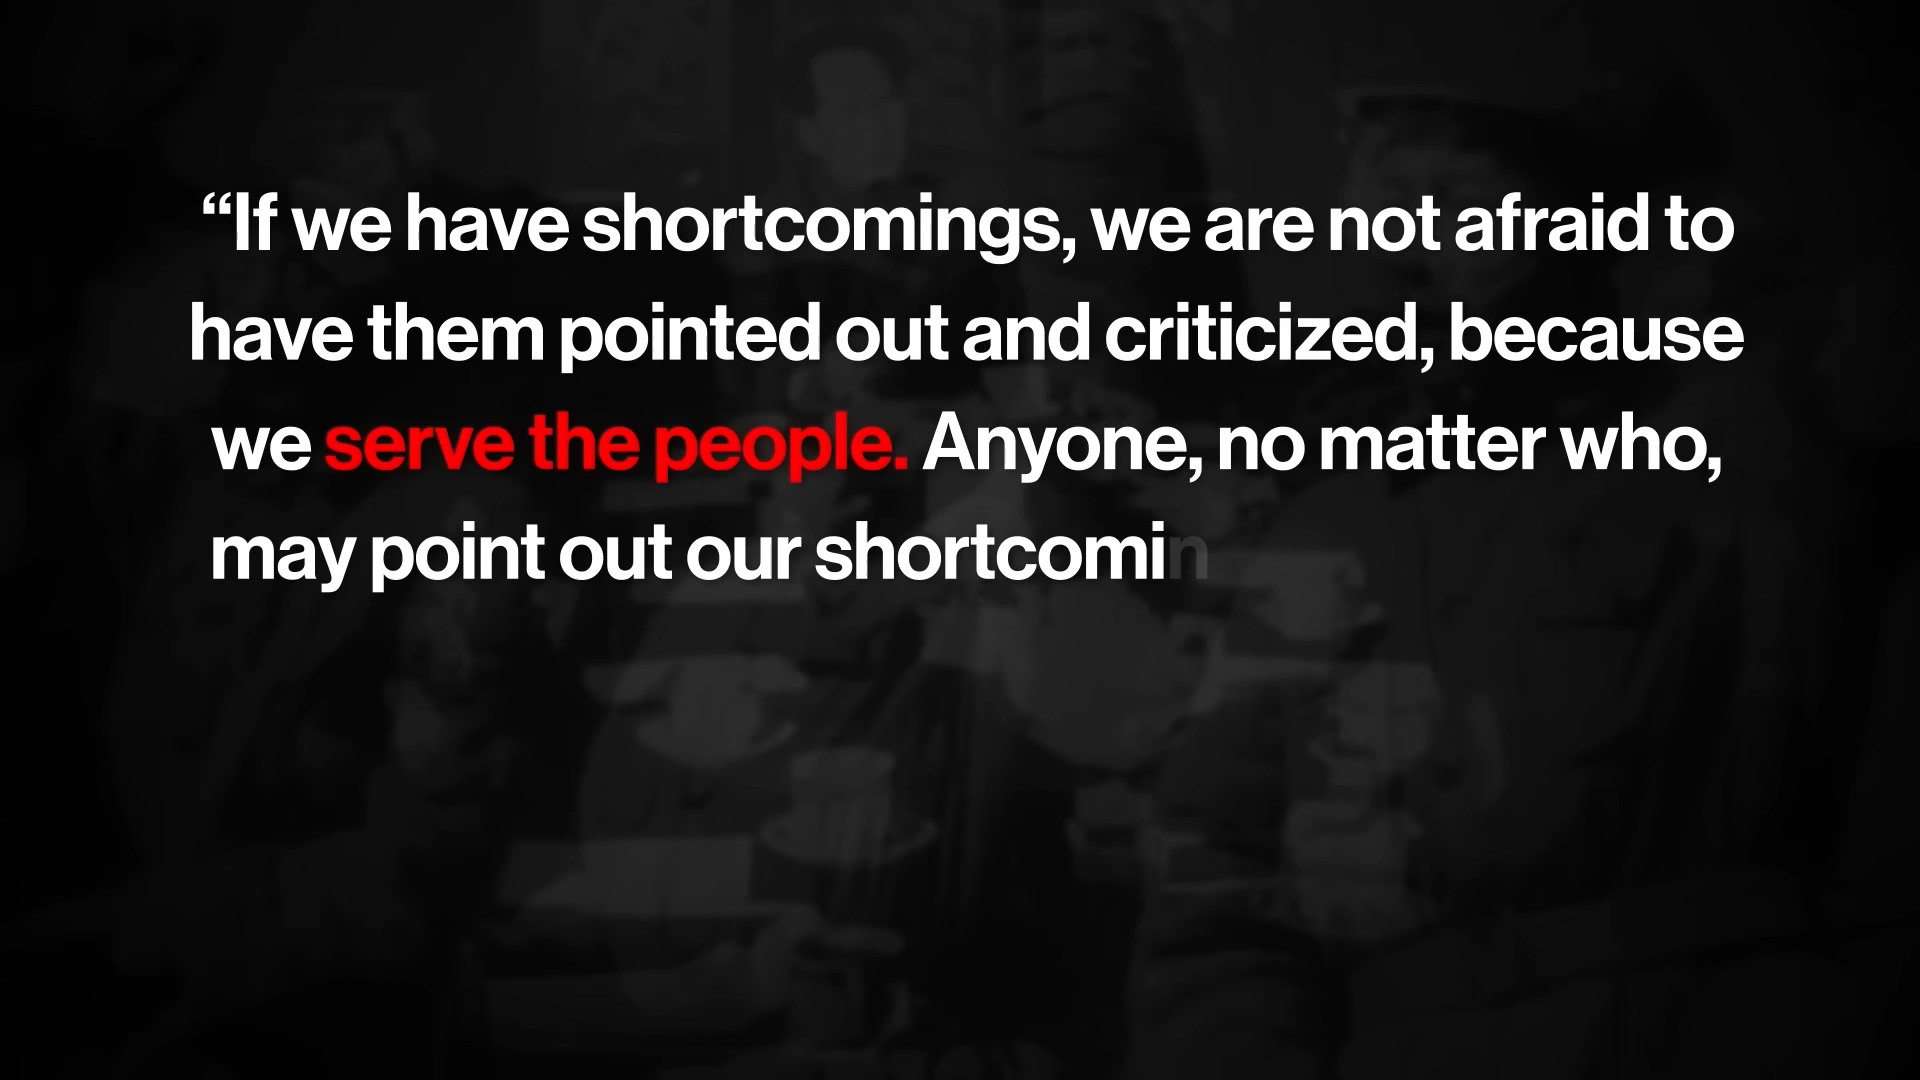 “If we have shortcomings, we are not afraid to
have them pointed out and criticized, because
we serve the people. Anyone, no matter who,
may point out our shortcomin